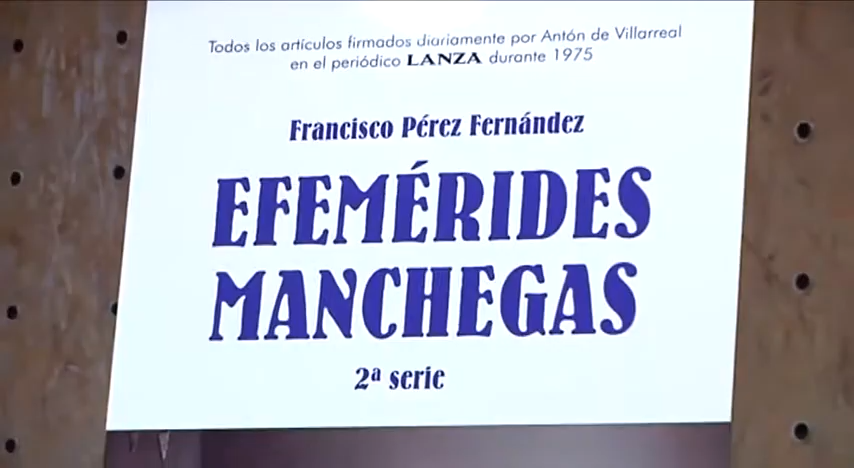 Todos los artículos firmados diariamente por Antón de Villarreal
en el periódico LANZA durante 1975
Francisco Pérez Fernández
EFEMÉRIDES
MANCHEGAS
2ª serie